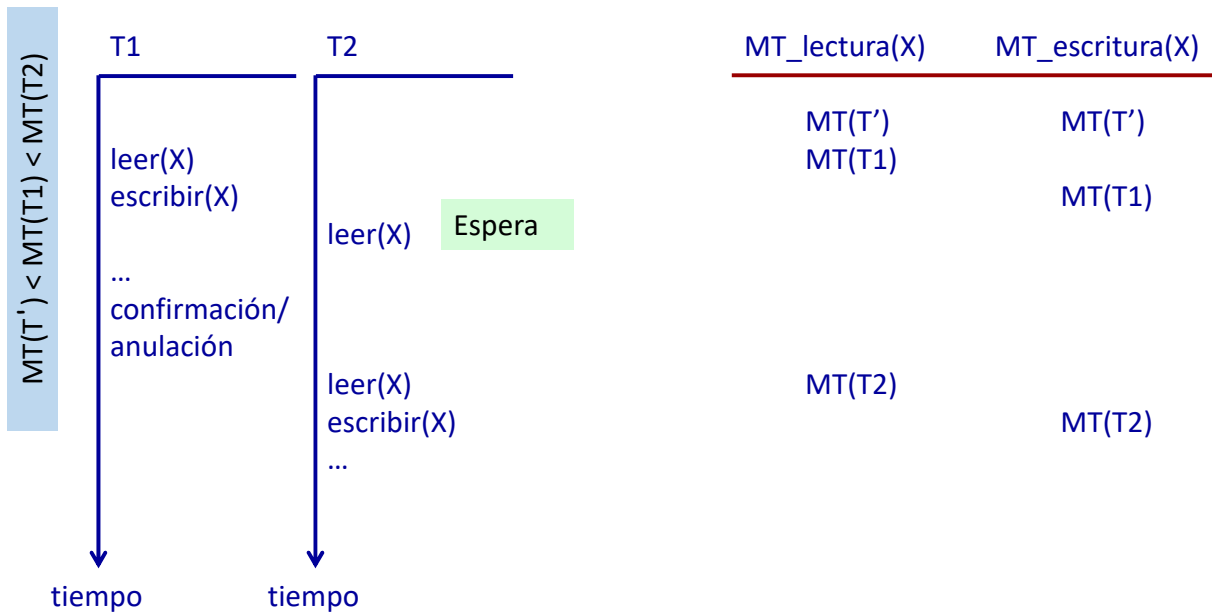 MT(T') < MT(T1) < MT(T2)
T1 T2 MT_lectura(X) MT_escritura(X)
MT(T’) MT(T’)
leer(X) MT(T1)
escribir(X) MT(T1)
leer(X) Espera
...
confirmación/
anulación
leer(X) MT(T2)
escribir(X) MT(T2)
...
tiempo tiempo